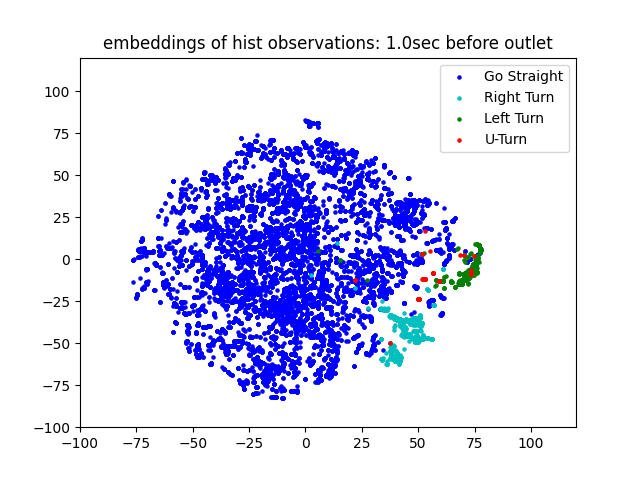 embeddings of hist observations: 1.0sec before outlet
Go Straight
Right Turn
Left Turn
U-Turn
100
75
50
25
0
−25
−50
−75
−100
−100 −75 −50 −25 0 25 50 75 100